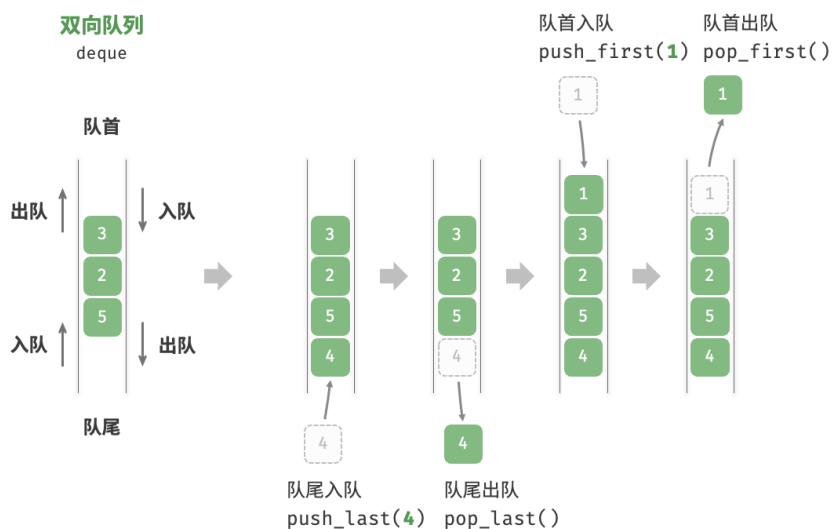 双向队列
deque
队首
出队
入队
3
2
5
入队
出队
队尾
3
2
5
4
4
队尾入队
push_last(4)
3
2
5
4
4
队尾出队
pop_last()
队首入队
push_first(1)
1
1
3
2
5
4
队首出队
pop_first()
1
1
3
2
5
4